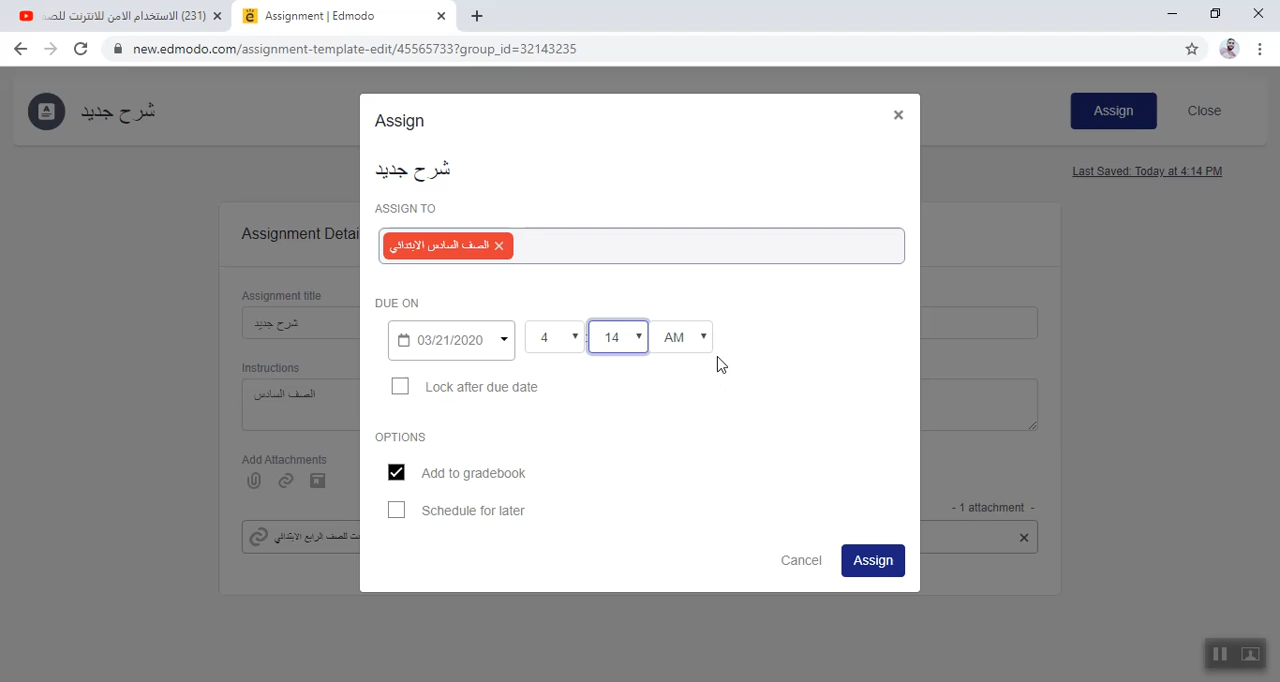 (231) الاستخدام الامن للانترنت للصف
Assignment | Edmodo
new.edmodo.com/assignment-template-edit/45565733?group_id=32143235
شرح جديد
Assign
Close
Last Saved: Today at 4:14 PM
Assignment Detai
Assignment title
شرح جديد
Instructions
الصف السادس
Add Attachments
- 1 attachment -
نت للصف الرابع الابتدائي
Assign
شرح جديد
ASSIGN TO
الصف السادس الابتدائي
DUE ON
03/21/2020 4 : 14 AM
Lock after due date
OPTIONS
Add to gradebook
Schedule for later
Cancel Assign